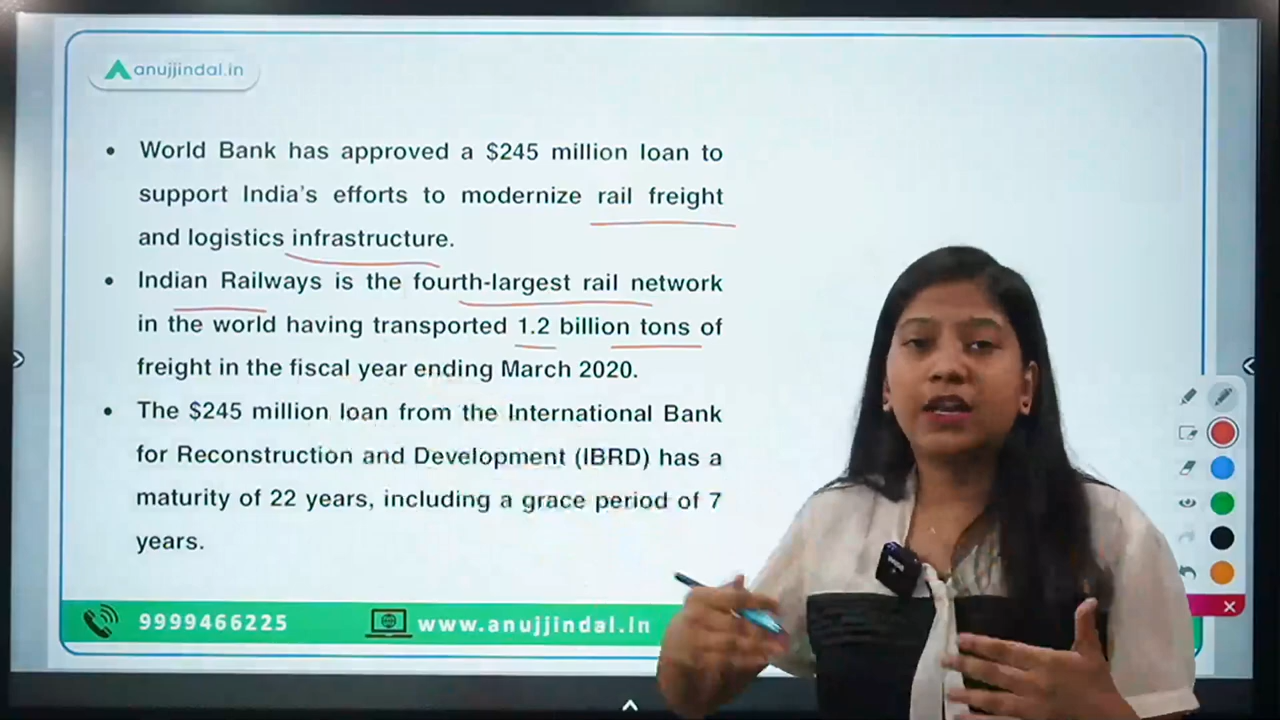 anujjindal.in
• World Bank has approved a $245 million loan to
support India's efforts to modernize rail freight
and logistics infrastructure.
• Indian Railways is the fourth-largest rail network
in the world having transported 1.2 billion tons of
freight in the fiscal year ending March 2020.
• The $245 million loan from the International Bank
for Reconstruction and Development (IBRD) has a
maturity of 22 years, including a grace period of 7
years.
9999466225
www.anujjindal.in